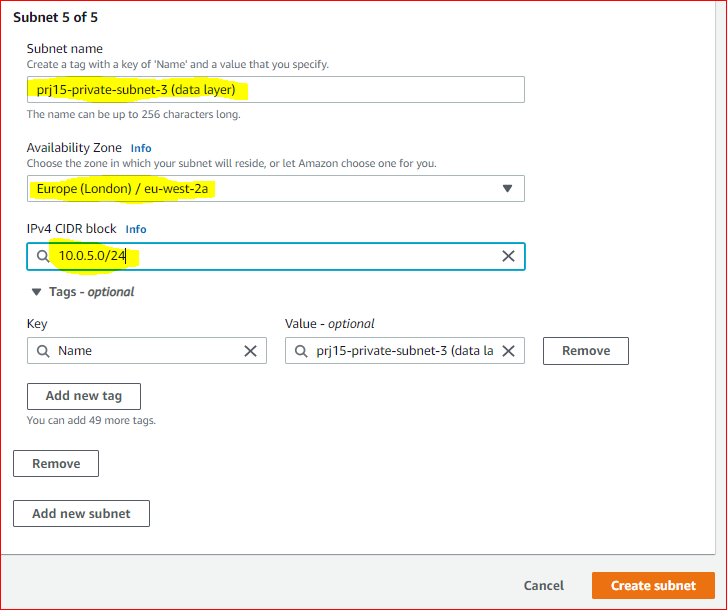 Subnet 5 of 5
Subnet name
Create a tag with a key of 'Name' and a value that you specify.
prj15-private-subnet-3 (data layer)
The name can be up to 256 characters long.
Availability Zone Info
Choose the zone in which your subnet will reside, or let Amazon choose one for you.
Europe (London) / eu-west-2a
IPv4 CIDR block Info
10.0.5.0/24
Tags - optional
Key Value - optional
Name prj15-private-subnet-3 (data la Remove
Add new tag
You can add 49 more tags.
Remove
Add new subnet
Cancel Create subnet